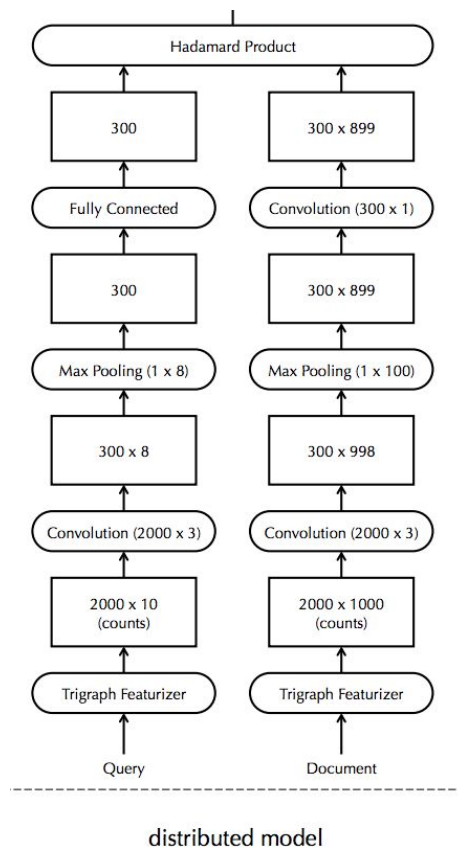 Hadamard Product
300
300 x 899
Fully Connected
Convolution (300 x 1)
300
300 x 899
Max Pooling (1 x 8)
Max Pooling (1 x 100)
300 x 8
300 x 998
Convolution (2000 x 3)
Convolution (2000 x 3)
2000 x 10
(counts)
2000 x 1000
(counts)
Trigraph Featurizer
Trigraph Featurizer
Query
Document
distributed model